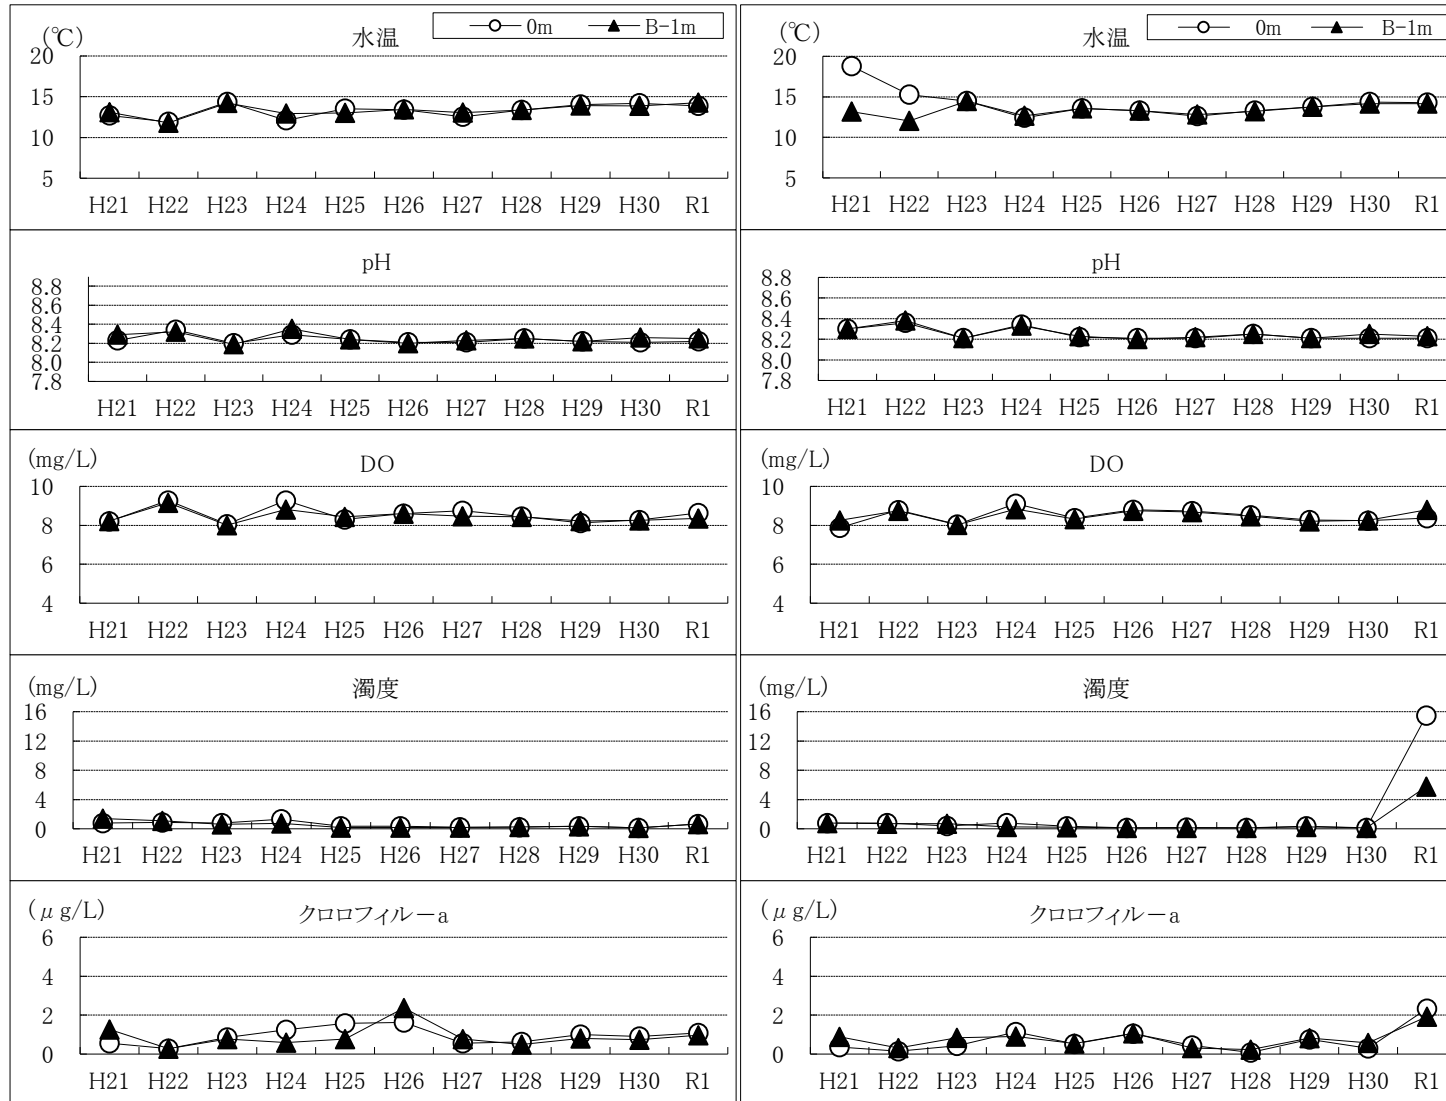 (℃) 水温 0m B-1m
20
15
10
5
H21 H22 H23 H24 H25 H26 H27 H28 H29 H30 R1
pH
8.8
8.6
8.4
8.2
8.0
7.8
H21 H22 H23 H24 H25 H26 H27 H28 H29 H30 R1
(mg/L) DO
10
8
6
4
H21 H22 H23 H24 H25 H26 H27 H28 H29 H30 R1
(mg/L) 濁度
16
12
8
4
0
H21 H22 H23 H24 H25 H26 H27 H28 H29 H30 R1
(μg/L) クロロフィルーa
6
4
2
0
H21 H22 H23 H24 H25 H26 H27 H28 H29 H30 R1
(℃) 水温 0m B-1m
20
15
10
5
H21 H22 H23 H24 H25 H26 H27 H28 H29 H30 R1
pH
8.8
8.6
8.4
8.2
8.0
7.8
H21 H22 H23 H24 H25 H26 H27 H28 H29 H30 R1
(mg/L) DO
10
8
6
4
H21 H22 H23 H24 H25 H26 H27 H28 H29 H30 R1
(mg/L) 濁度
16
12
8
4
0
H21 H22 H23 H24 H25 H26 H27 H28 H29 H30 R1
(μg/L) クロロフィルーa
6
4
2
0
H21 H22 H23 H24 H25 H26 H27 H28 H29 H30 R1